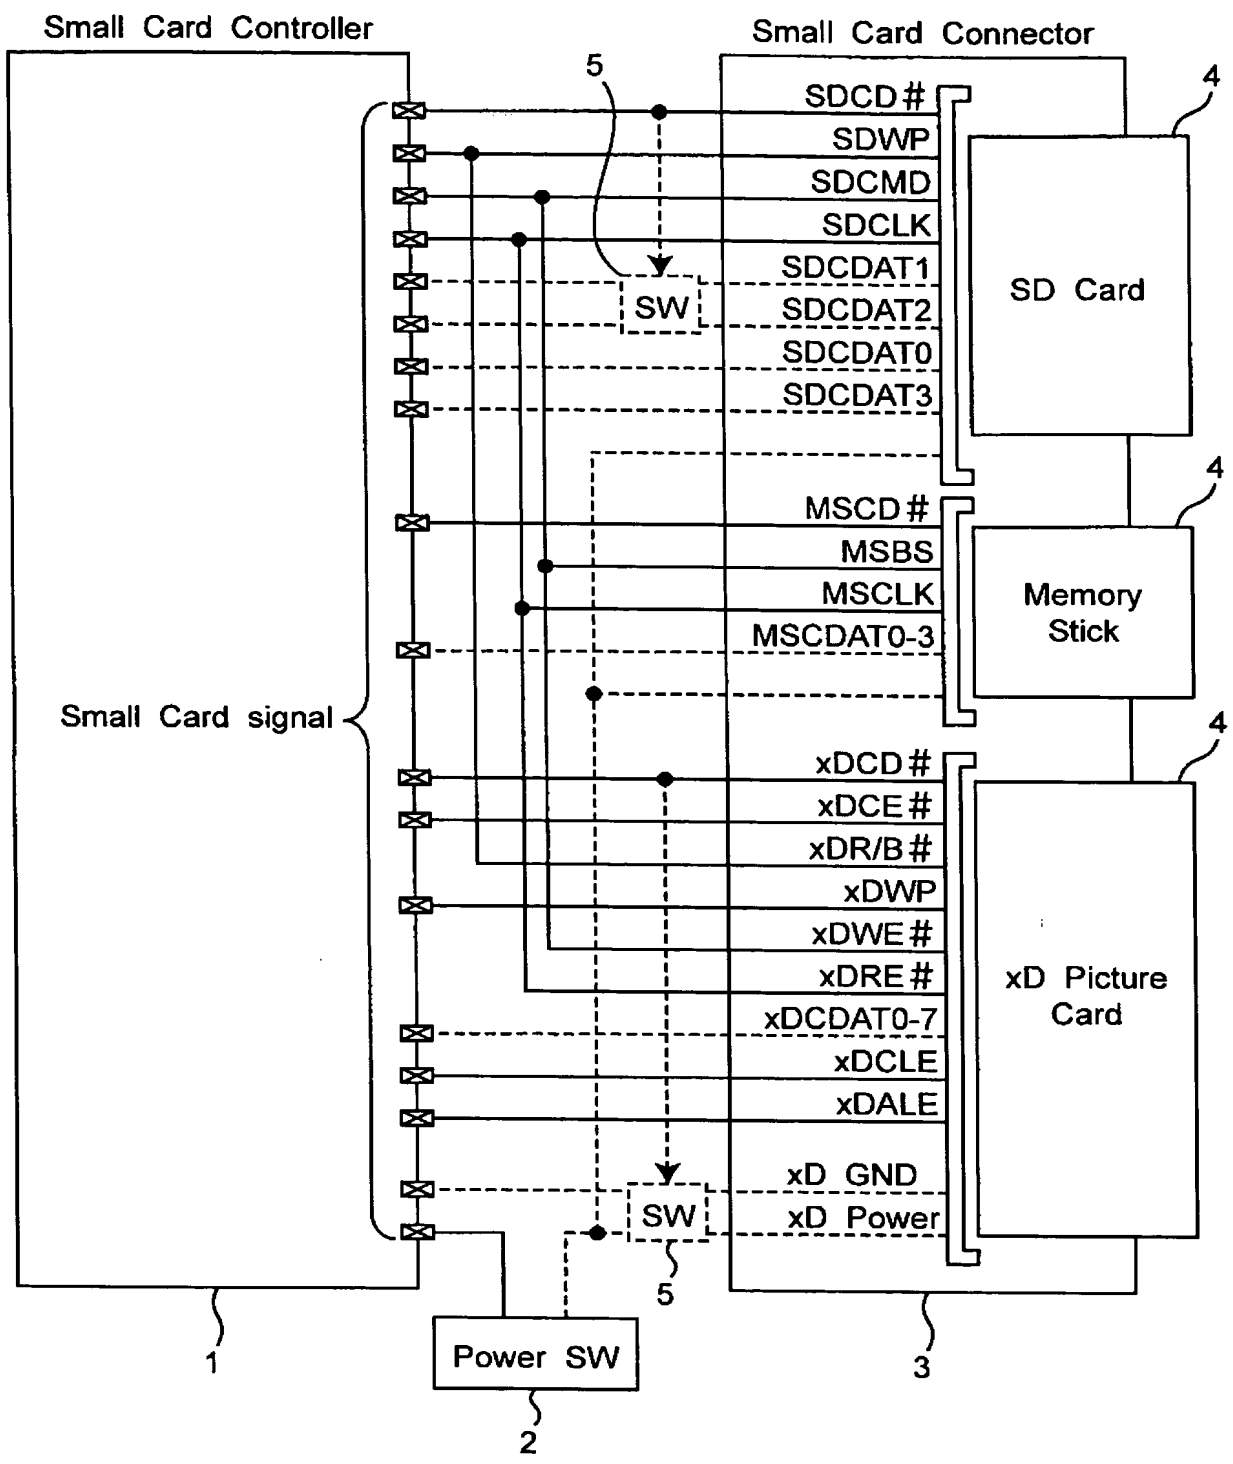 Small Card Controller
Small Card Connector
5
4
SDCD#
SDWP
SDCMD
SDCLK
SDCDAT1
SW
SDCDAT2
SDCDAT0
SDCDAT3
SD Card
4
MSCD#
MSBS
MSCLK
MSCDAT0-3
Memory
Stick
Small Card signal
4
xDCD#
xDCE#
xDR/B#
xDWP
xDWE#
xDRE#
xDCDAT0-7
xDCLE
xDALE
xD Picture
Card
xD GND
SW
xD Power
5
1
Power SW
3
2